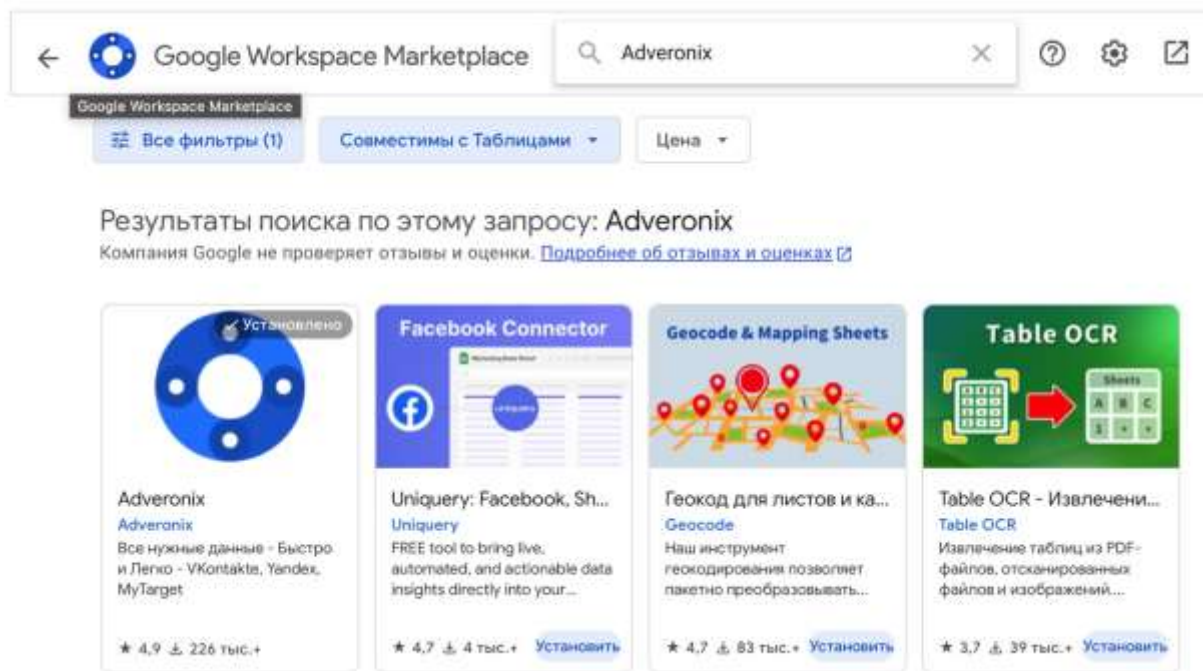 Google Workspace Marketplace
Adveronix
Google Workspace Marketplace
Все фильтры (1)
Совместимы с Таблицами
Цена
Результаты поиска по этому запросу: Adveronix
Компания Google не проверяет отзывы и оценки. Подробнее об отзывах и оценках
Установлено
Adveronix
Adveronix
Все нужные данные - Быстро
и Легко - VKontakte, Yandex,
MyTarget
4,9 226 тыс.+
Facebook Connector
uniquery
Uniquery: Facebook, Sh...
Uniquery
FREE tool to bring live,
automated, and actionable data
insights directly into your...
4,7 4 тыс.+ Установить
Geocode & Mapping Sheets
Геокод для листов и ка...
Geocode
Наш инструмент
геокодирования позволяет
пакетно преобразовывать...
4,7 83 тыс.+ Установить
Table OCR
Sheets
A B C
1 + +
Table OCR - Извлечени...
Table OCR
Извлечение таблиц из PDF-
файлов, отсканированных
файлов и изображений....
3,7 39 тыс.+ Установить